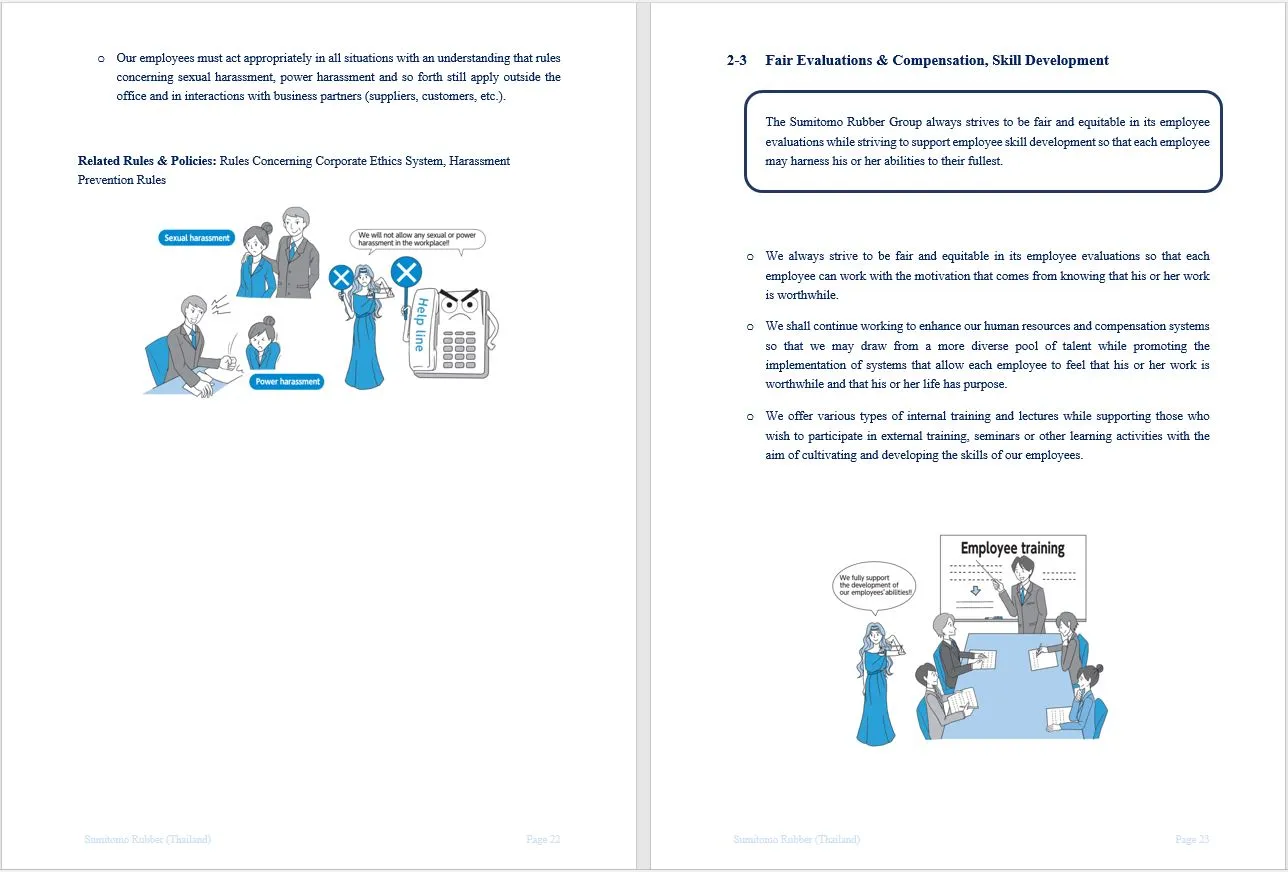 o Our employees must act appropriately in all situations with an understanding that rules
concerning sexual harassment, power harassment and so forth still apply outside the
office and in interactions with business partners (suppliers, customers, etc.).
Related Rules & Policies: Rules Concerning Corporate Ethics System, Harassment
Prevention Rules
Sexual harassment
We will not allow any sexual or power
harassment in the workplace!!
Help line
Power harassment
Sumitomo Rubber (Thailand) Page 22
2-3 Fair Evaluations & Compensation, Skill Development
The Sumitomo Rubber Group always strives to be fair and equitable in its employee
evaluations while striving to support employee skill development so that each employee
may harness his or her abilities to their fullest.
o We always strive to be fair and equitable in its employee evaluations so that each
employee can work with the motivation that comes from knowing that his or her work
is worthwhile.
o We shall continue working to enhance our human resources and compensation systems
so that we may draw from a more diverse pool of talent while promoting the
implementation of systems that allow each employee to feel that his or her work is
worthwhile and that his or her life has purpose.
o We offer various types of internal training and lectures while supporting those who
wish to participate in external training, seminars or other learning activities with the
aim of cultivating and developing the skills of our employees.
Employee training
We fully support
the development of
our employees' abilities!!
Sumitomo Rubber (Thailand) Page 23